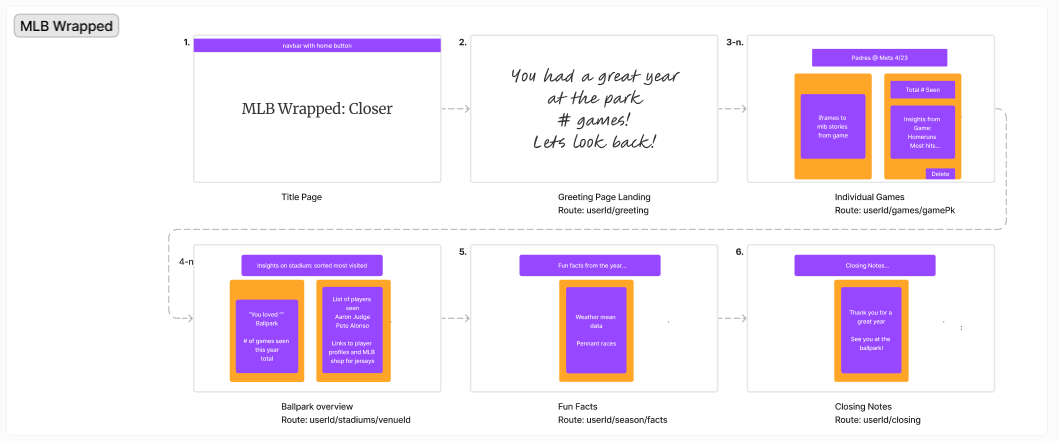 MLB Wrapped
1.
navbar with home button
MLB Wrapped: Closer
Title Page
2.
You had a great year
at the park
# games!
Lets look back!
Greeting Page Landing
Route: userId/greeting
3-n.
Padres @ Mets 4/23
iframes to
mlb stories
from game
Total # Seen
Insights from
Game:
Homeruns
Most hits...
Delete
Individual Games
Route: userId/games/gamePk
4-n
Insights on stadium: sorted most visited
"You loved ""
Ballpark
# of games seen
this year
total
List of players
seen
Aaron Judge
Pete Alonso
Links to player
profiles and MLB
shop for jerseys
Ballpark overview
Route: userId/stadiums/venueId
5.
Fun facts from the year...
Weather mean
data
Pennant races
Fun Facts
Route: userId/season/facts
6.
Closing Notes...
Thank you for a
great year
See you at the
ballpark!
Closing Notes
Route: userId/closing